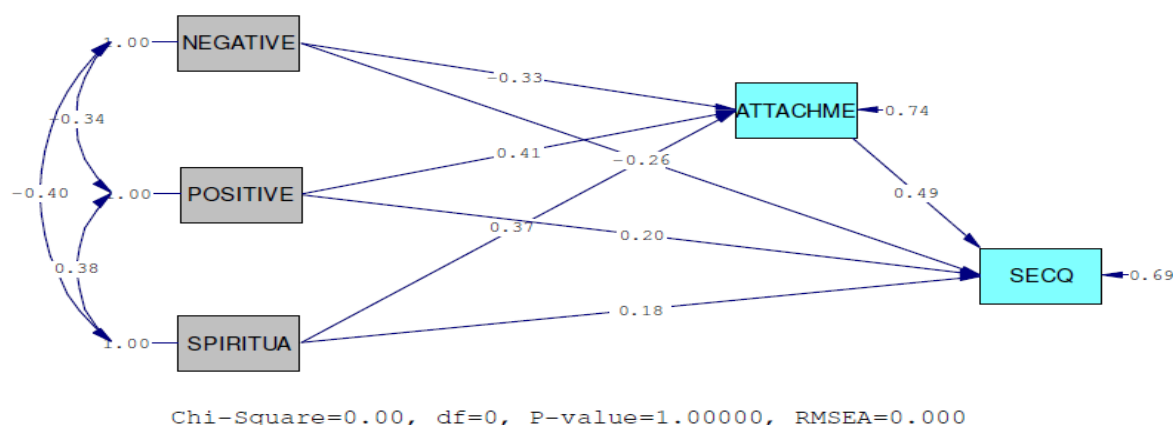 1.00 NEGATIVE
-0.33
ATTACHME 0.74
-0.34
0.41
-0.26
-0.40
1.00 POSITIVE
0.49
0.37
0.20
0.38
SECQ 0.69
0.18
1.00 SPIRITUA
Chi-Square=0.00, df=0, P-value=1.00000, RMSEA=0.000